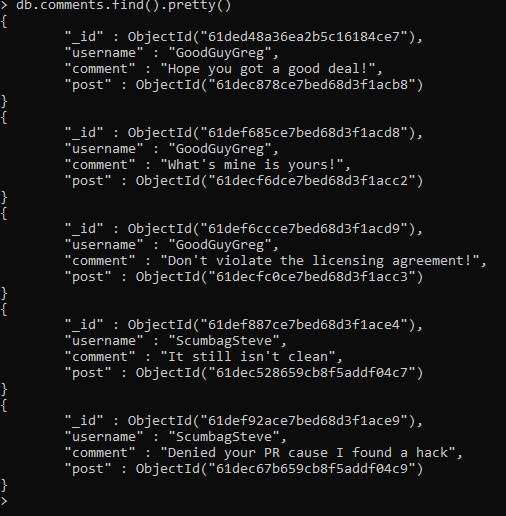 > db.comments.find().pretty()
{
"_id" : ObjectId("61ded48a36ea2b5c16184ce7"),
"username" : "GoodGuyGreg",
"comment" : "Hope you got a good deal!",
"post" : ObjectId("61dec878ce7bed68d3f1acb8")
}
{
"_id" : ObjectId("61def685ce7bed68d3f1acd8"),
"username" : "GoodGuyGreg",
"comment" : "What's mine is yours!",
"post" : ObjectId("61decf6dce7bed68d3f1acc2")
}
{
"_id" : ObjectId("61def6ccce7bed68d3f1acd9"),
"username" : "GoodGuyGreg",
"comment" : "Don't violate the licensing agreement!",
"post" : ObjectId("61decfc0ce7bed68d3f1acc3")
}
{
"_id" : ObjectId("61def887ce7bed68d3f1ace4"),
"username" : "ScumbagSteve",
"comment" : "It still isn't clean",
"post" : ObjectId("61dec528659cb8f5addf04c7")
}
{
"_id" : ObjectId("61def92ace7bed68d3f1ace9"),
"username" : "ScumbagSteve",
"comment" : "Denied your PR cause I found a hack",
"post" : ObjectId("61dec67b659cb8f5addf04c9")
}
>